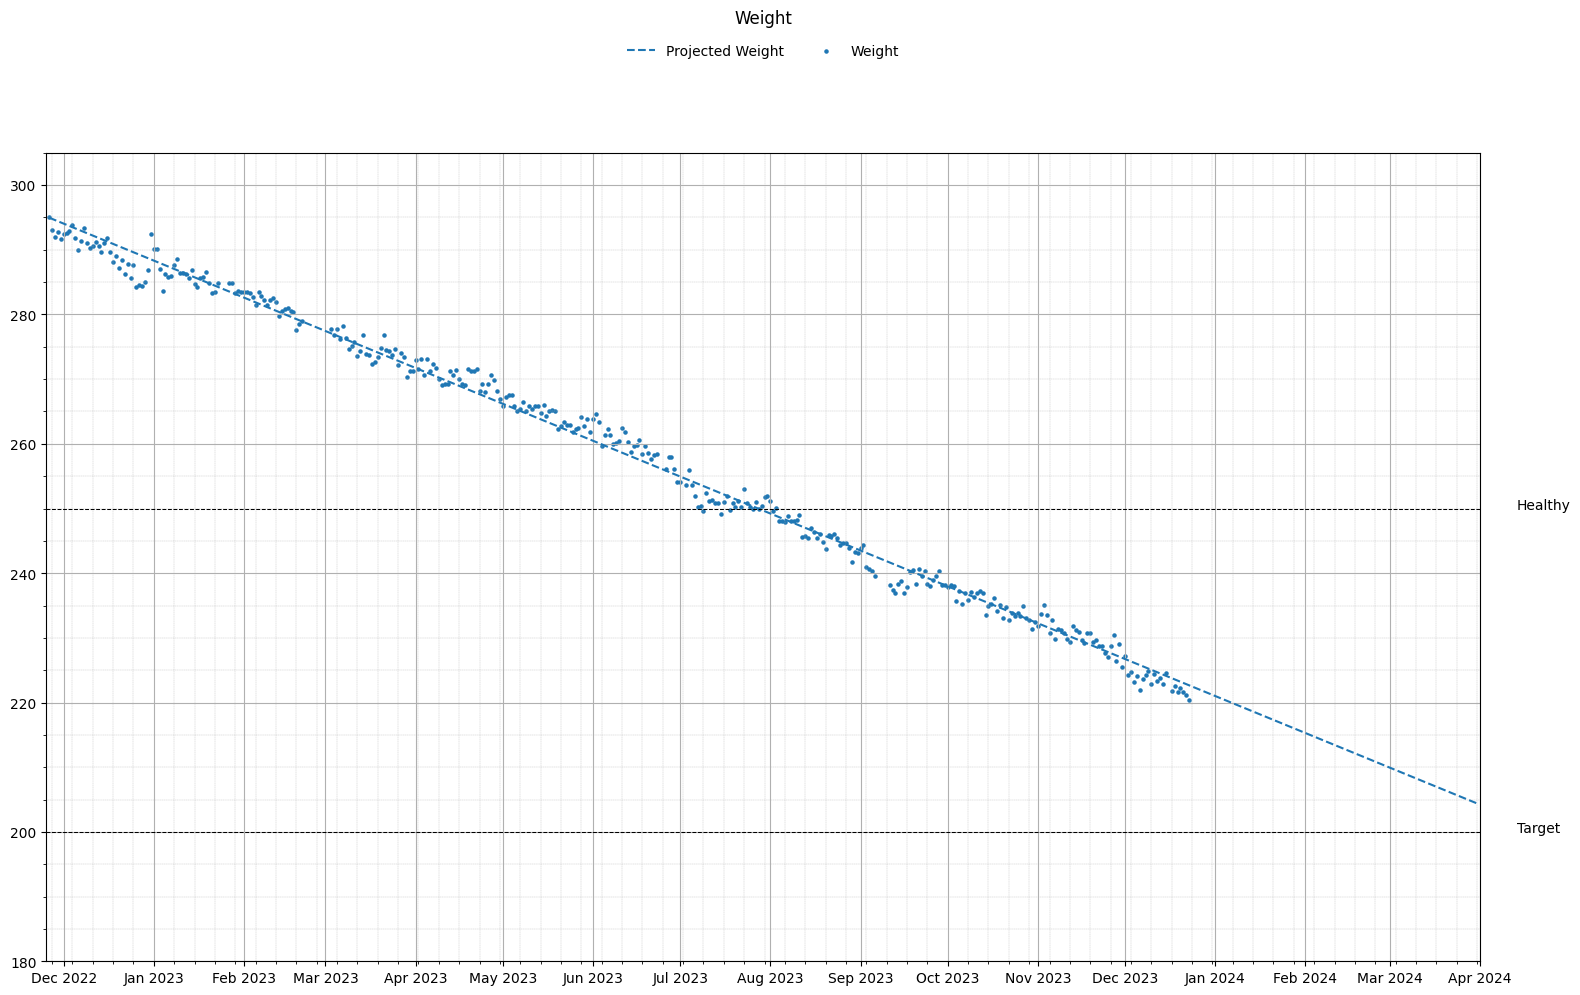 Weight
Projected Weight Weight
300
280
260
Healthy
240
220
200 Target
180
Dec 2022 Jan 2023 Feb 2023 Mar 2023 Apr 2023 May 2023 Jun 2023 Jul 2023 Aug 2023 Sep 2023 Oct 2023 Nov 2023 Dec 2023 Jan 2024 Feb 2024 Mar 2024 Apr 2024